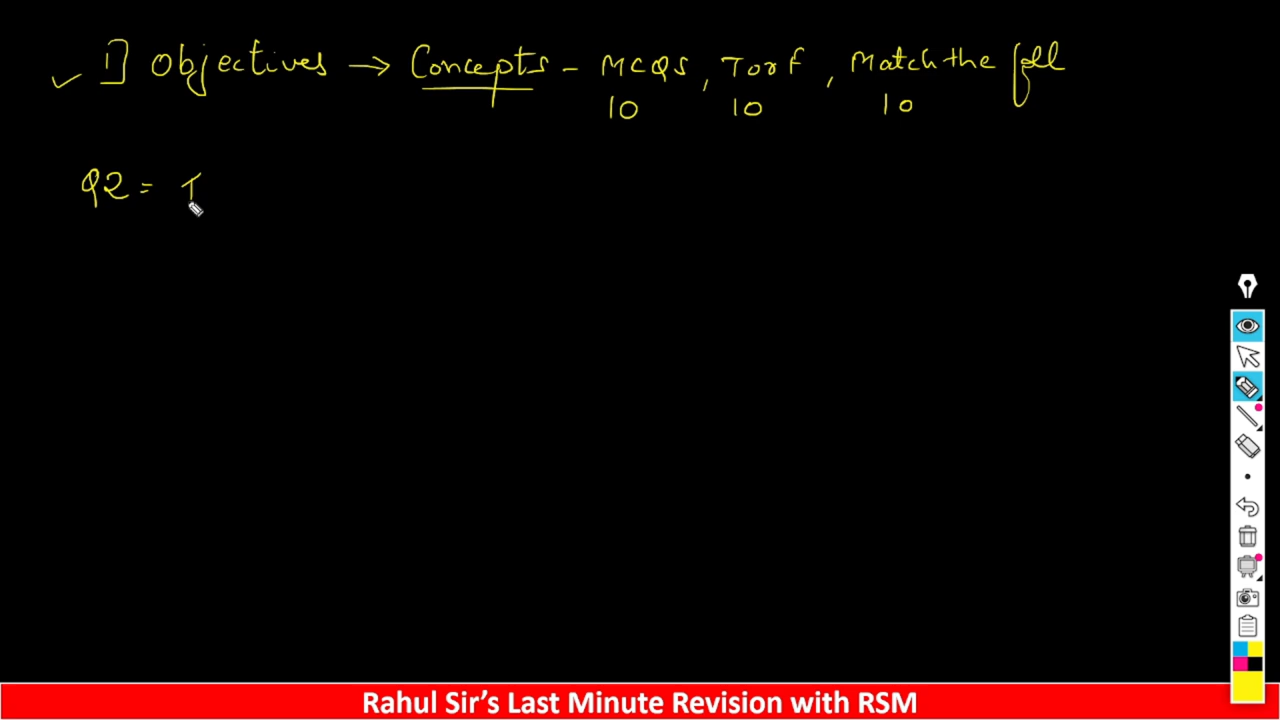 1] Objectives → Concepts - MCQS, T or F, Match the foll
10 10 10
Q2 = T
Rahul Sir's Last Minute Revision with RSM